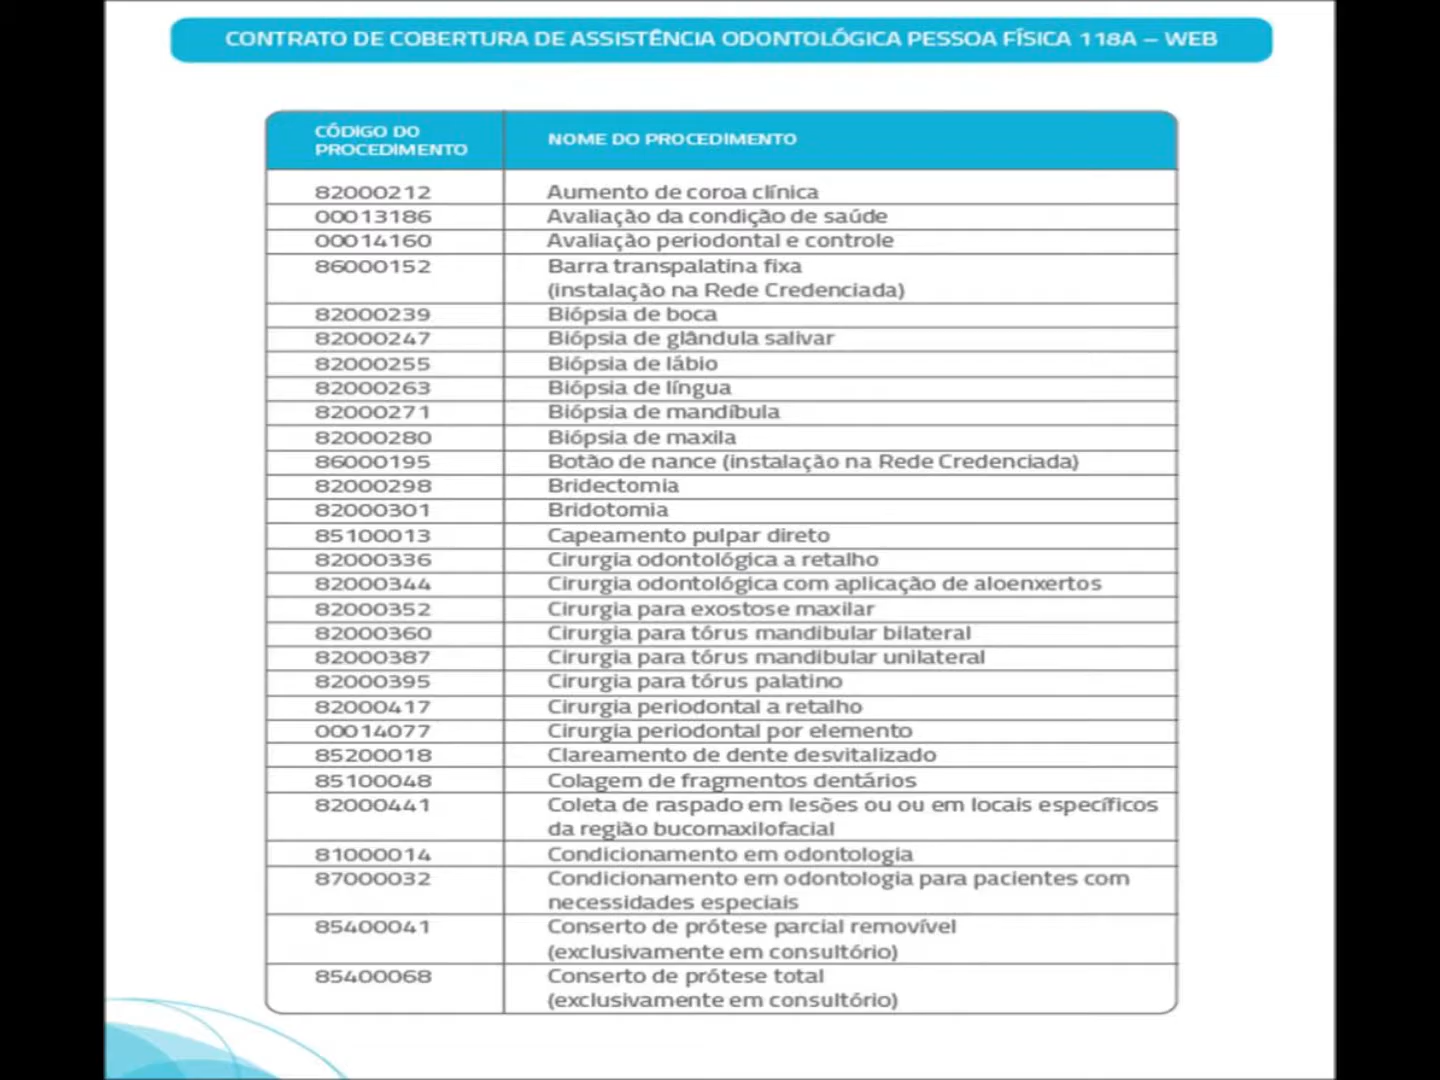 CONTRATO DE COBERTURA DE ASSISTÊNCIA ODONTOLÓGICA PESSOA FÍSICA 118A – WEB
CÓDIGO DO PROCEDIMENTO
NOME DO PROCEDIMENTO
82000212 Aumento de coroa clínica
00013186 Avaliação da condição de saúde
00014160 Avaliação periodontal e controle
86000152 Barra transpalatina fixa
(instalação na Rede Credenciada)
82000239 Biópsia de boca
82000247 Biópsia de glândula salivar
82000255 Biópsia de lábio
82000263 Biópsia de língua
82000271 Biópsia de mandíbula
82000280 Biópsia de maxila
86000195 Botão de nance (instalação na Rede Credenciada)
82000298 Bridectomia
82000301 Bridotomia
85100013 Capeamento pulpar direto
82000336 Cirurgia odontológica a retalho
82000344 Cirurgia odontológica com aplicação de aloenxertos
82000352 Cirurgia para exostose maxilar
82000360 Cirurgia para tórus mandibular bilateral
82000387 Cirurgia para tórus mandibular unilateral
82000395 Cirurgia para tórus palatino
82000417 Cirurgia periodontal a retalho
00014077 Cirurgia periodontal por elemento
85200018 Clareamento de dente desvitalizado
85100048 Colagem de fragmentos dentários
82000441 Coleta de raspado em lesões ou ou em locais específicos
da região bucomaxilofacial
81000014 Condicionamento em odontologia
87000032 Condicionamento em odontologia para pacientes com
necessidades especiais
85400041 Conserto de prótese parcial removível
(exclusivamente em consultório)
85400068 Conserto de prótese total
(exclusivamente em consultório)